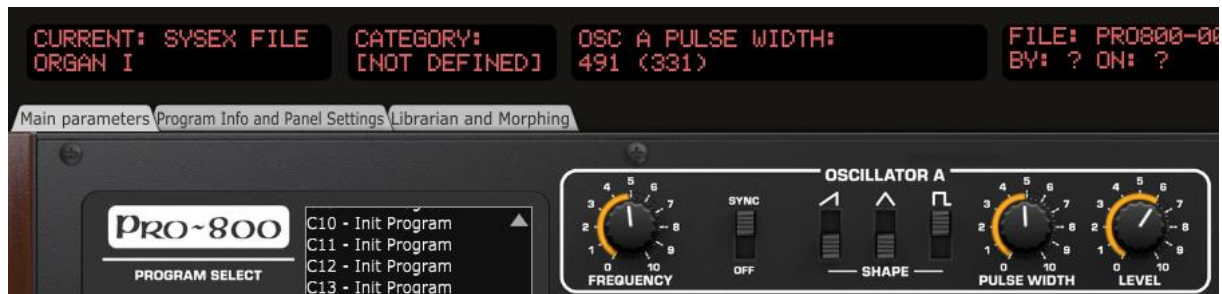 CURRENT: SYSEX FILE
ORGAN I
CATEGORY:
[NOT DEFINED]
OSC A PULSE WIDTH:
491 (331)
FILE: PRO800-00
BY: ? ON: ?
Main parameters
Program Info and Panel Settings
Librarian and Morphing
PRO~800
PROGRAM SELECT
C10 - Init Program
C11 - Init Program
C12 - Init Program
C13 - Init Program
OSCILLATOR A
0 1 2 3 4 5 6 7 8 9 10
FREQUENCY
SYNC
OFF
SHAPE
0 1 2 3 4 5 6 7 8 9 10
PULSE WIDTH
0 1 2 3 4 5 6 7 8 9 10
LEVEL